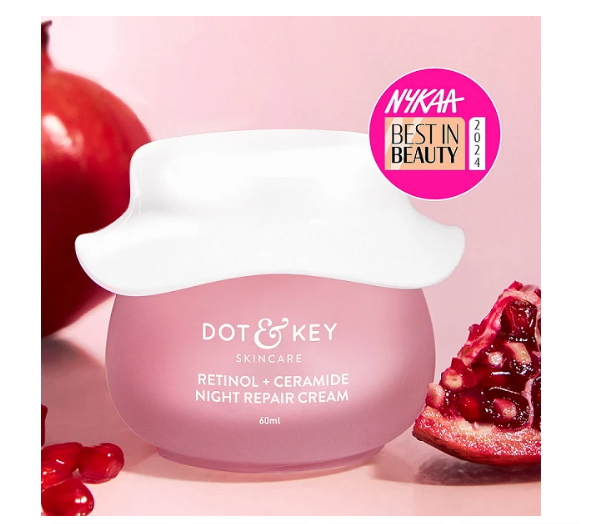 NYKAA
BEST IN
BEAUTY
2024
DOT & KEY
SKINCARE
RETINOL + CERAMIDE
NIGHT REPAIR CREAM
60ml